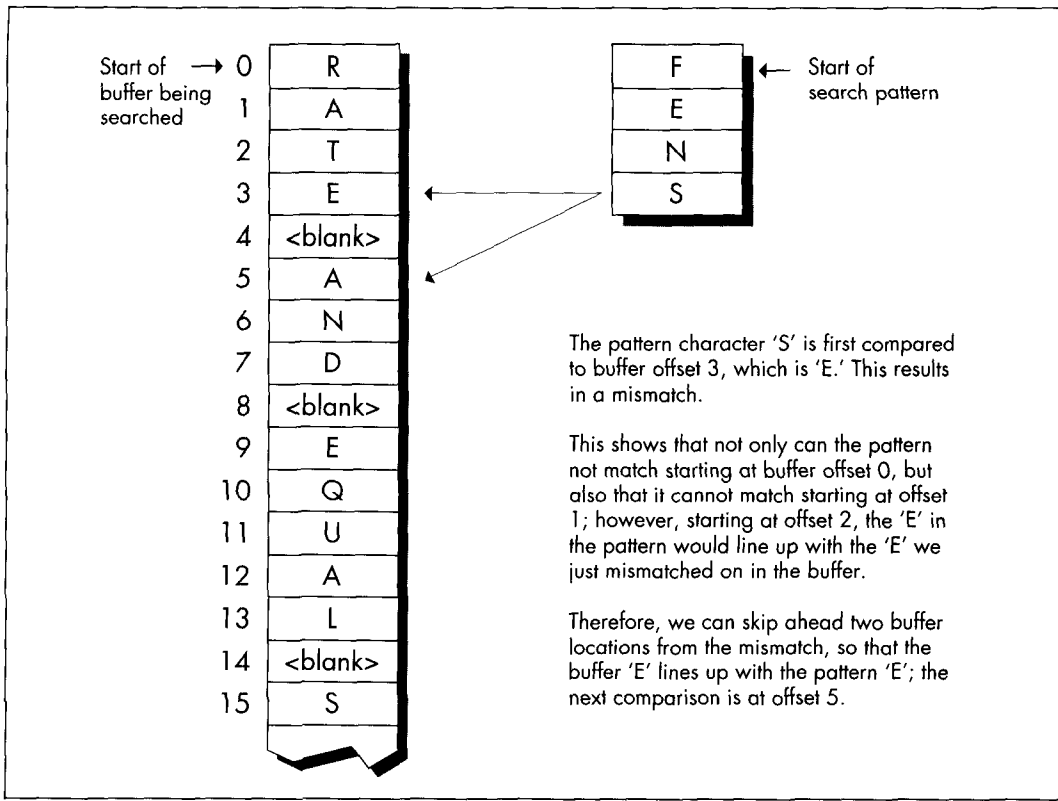 Start of → 0 R
buffer being
searched
1 A
2 T
3 E
4 <blank>
5 A
6 N
7 D
8 <blank>
9 E
10 Q
11 U
12 A
13 L
14 <blank>
15 S
F ← Start of
search pattern
E
N
S
The pattern character 'S' is first compared
to buffer offset 3, which is 'E.' This results
in a mismatch.
This shows that not only can the pattern
not match starting at buffer offset 0, but
also that it cannot match starting at offset
1; however, starting at offset 2, the 'E' in
the pattern would line up with the 'E' we
just mismatched on in the buffer.
Therefore, we can skip ahead two buffer
locations from the mismatch, so that the
buffer 'E' lines up with the pattern 'E'; the
next comparison is at offset 5.